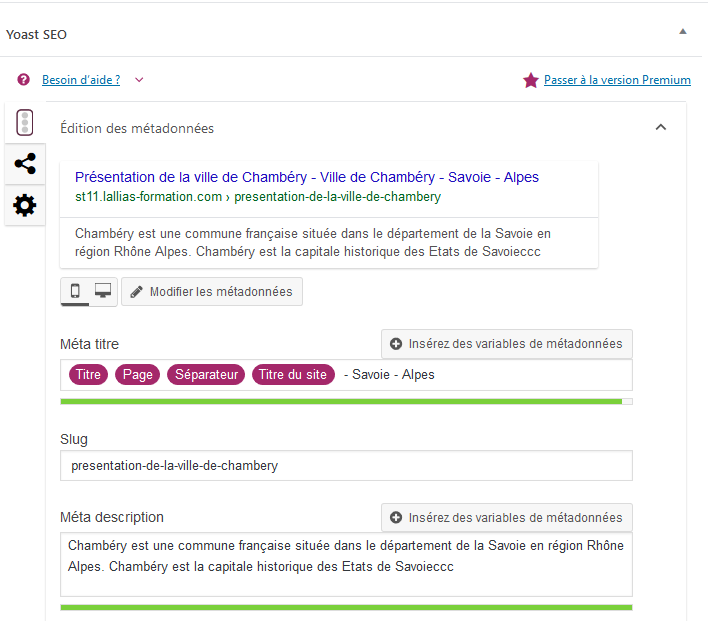 Yoast SEO
Besoin d'aide ?
Passer à la version Premium
Édition des métadonnées
Présentation de la ville de Chambéry - Ville de Chambéry - Savoie - Alpes
st11.lallias-formation.com › presentation-de-la-ville-de-chambery
Chambéry est une commune française située dans le département de la Savoie en
région Rhône Alpes. Chambéry est la capitale historique des Etats de Savoieccc
Modifier les métadonnées
Méta titre
Insérez des variables de métadonnées
Titre Page Séparateur Titre du site - Savoie - Alpes
Slug
presentation-de-la-ville-de-chambery
Méta description
Insérez des variables de métadonnées
Chambéry est une commune française située dans le département de la Savoie en région Rhône
Alpes. Chambéry est la capitale historique des Etats de Savoieccc